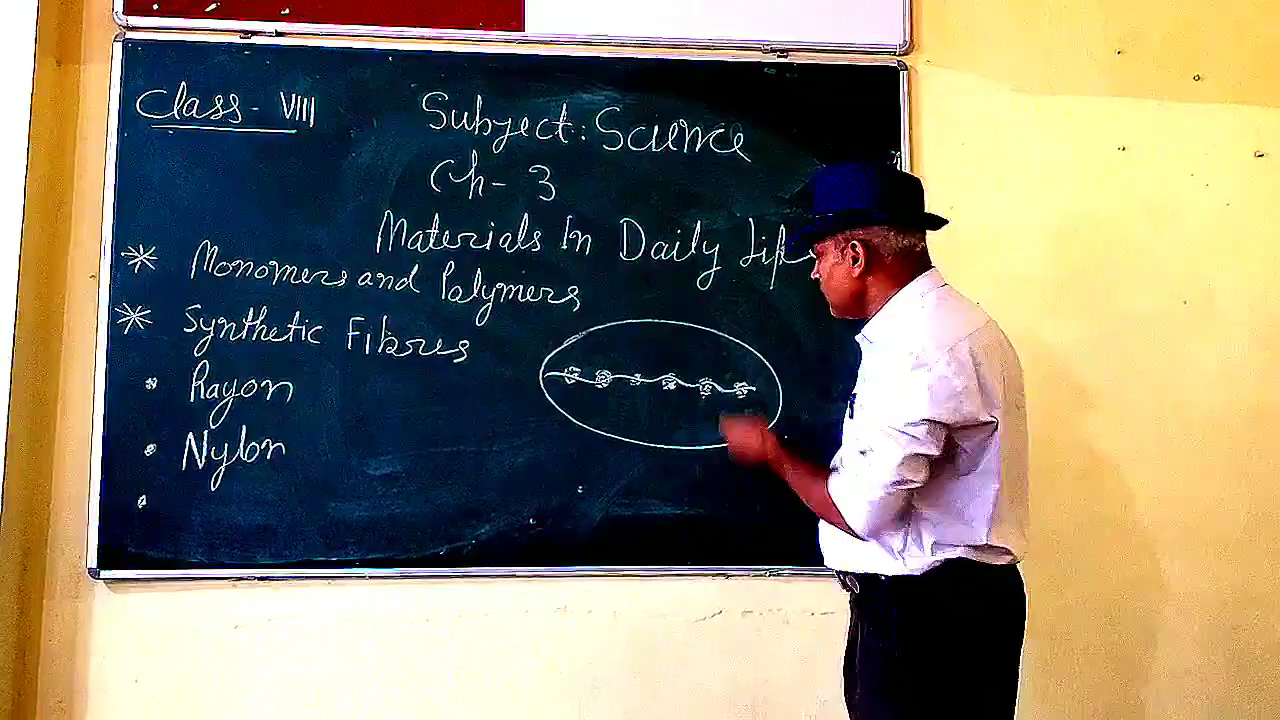 Class - VIII
Subject: Science
Ch- 3
Materials In Daily Life
* Monomers and Polymers
* Synthetic Fibres
• Rayon
• Nylon
•